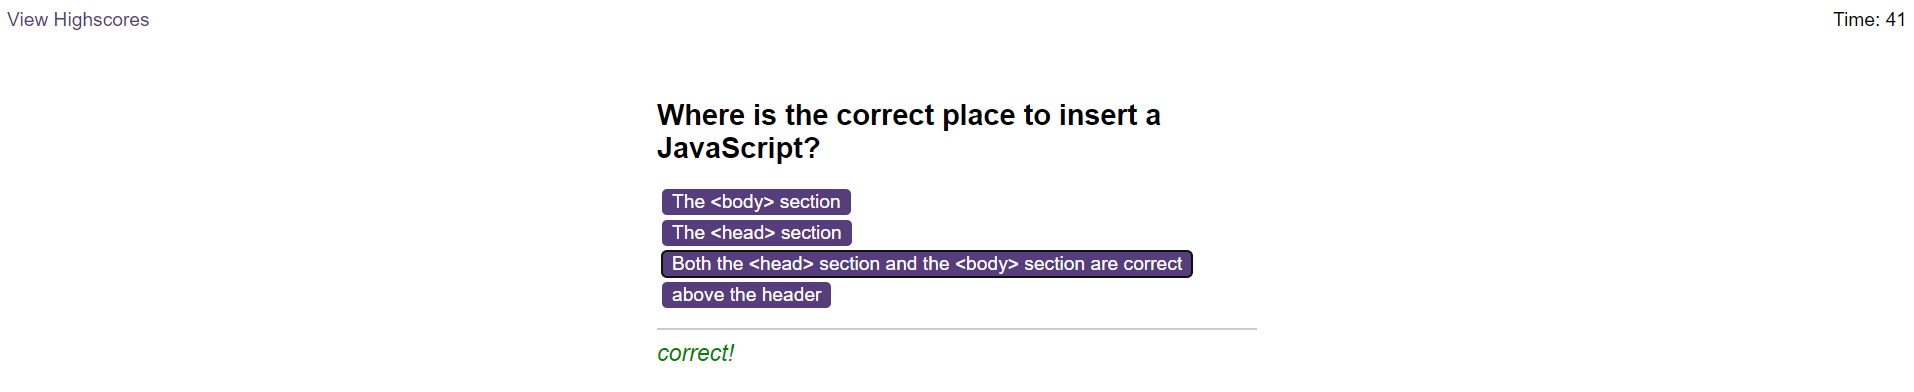 View Highscores
Time: 41
Where is the correct place to insert a
JavaScript?
The <body> section
The <head> section
Both the <head> section and the <body> section are correct
above the header
correct!